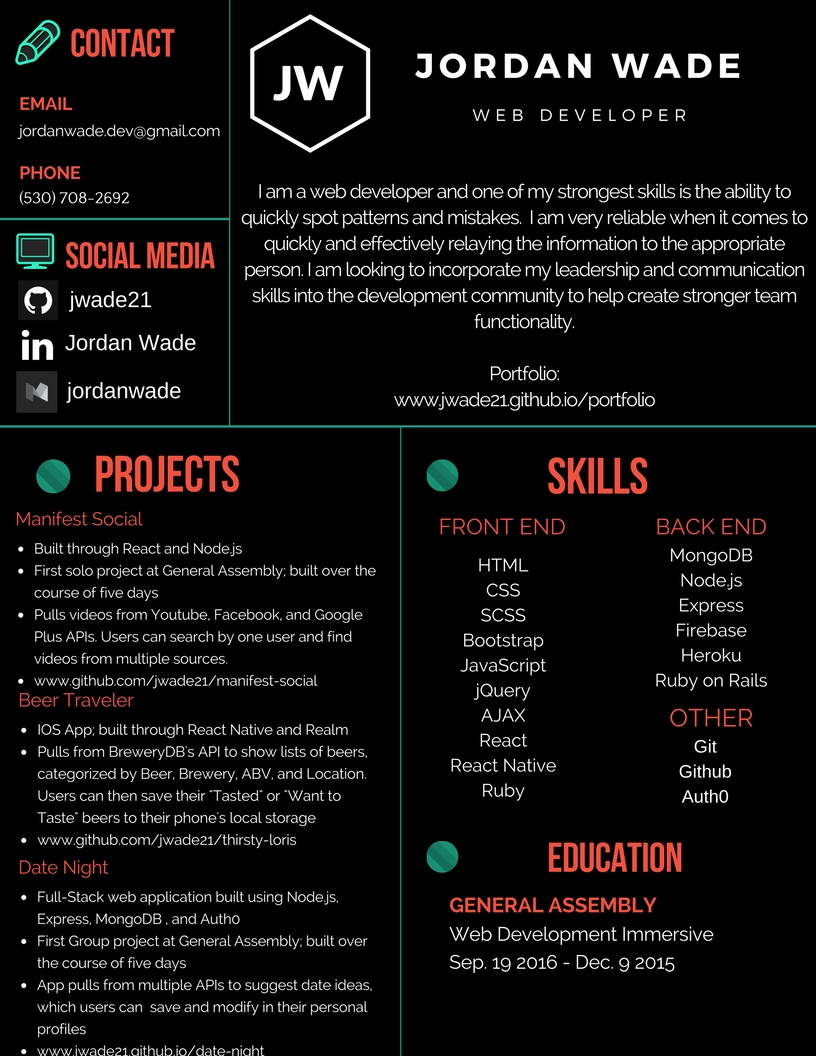 CONTACT
EMAIL
jordanwade.dev@gmail.com
PHONE
(530) 708-2692
SOCIAL MEDIA
jwade21
in Jordan Wade
jordanwade
JW
JORDAN WADE
WEB DEVELOPER
I am a web developer and one of my strongest skills is the ability to
quickly spot patterns and mistakes. I am very reliable when it comes to
quickly and effectively relaying the information to the appropriate
person. I am looking to incorporate my leadership and communication
skills into the development community to help create stronger team
functionality.
Portfolio:
www.jwade21.github.io/portfolio
PROJECTS
Manifest Social
• Built through React and Node.js
• First solo project at General Assembly; built over the
course of five days
• Pulls videos from Youtube, Facebook, and Google
Plus APIs. Users can search by one user and find
videos from multiple sources.
• www.github.com/jwade21/manifest-social
Beer Traveler
• IOS App; built through React Native and Realm
• Pulls from BreweryDB's API to show lists of beers,
categorized by Beer, Brewery, ABV, and Location.
Users can then save their "Tasted" or "Want to
Taste" beers to their phone's local storage
• www.github.com/jwade21/thirsty-loris
Date Night
• Full-Stack web application built using Node.js,
Express, MongoDB , and Auth0
• First Group project at General Assembly; built over
the course of five days
• App pulls from multiple APIs to suggest date ideas,
which users can save and modify in their personal
profiles
• www.jwade21.github.io/date-night
SKILLS
FRONT END
HTML
CSS
SCSS
Bootstrap
JavaScript
jQuery
AJAX
React
React Native
Ruby
BACK END
MongoDB
Node.js
Express
Firebase
Heroku
Ruby on Rails
OTHER
Git
Github
Auth0
EDUCATION
GENERAL ASSEMBLY
Web Development Immersive
Sep. 19 2016 - Dec. 9 2015